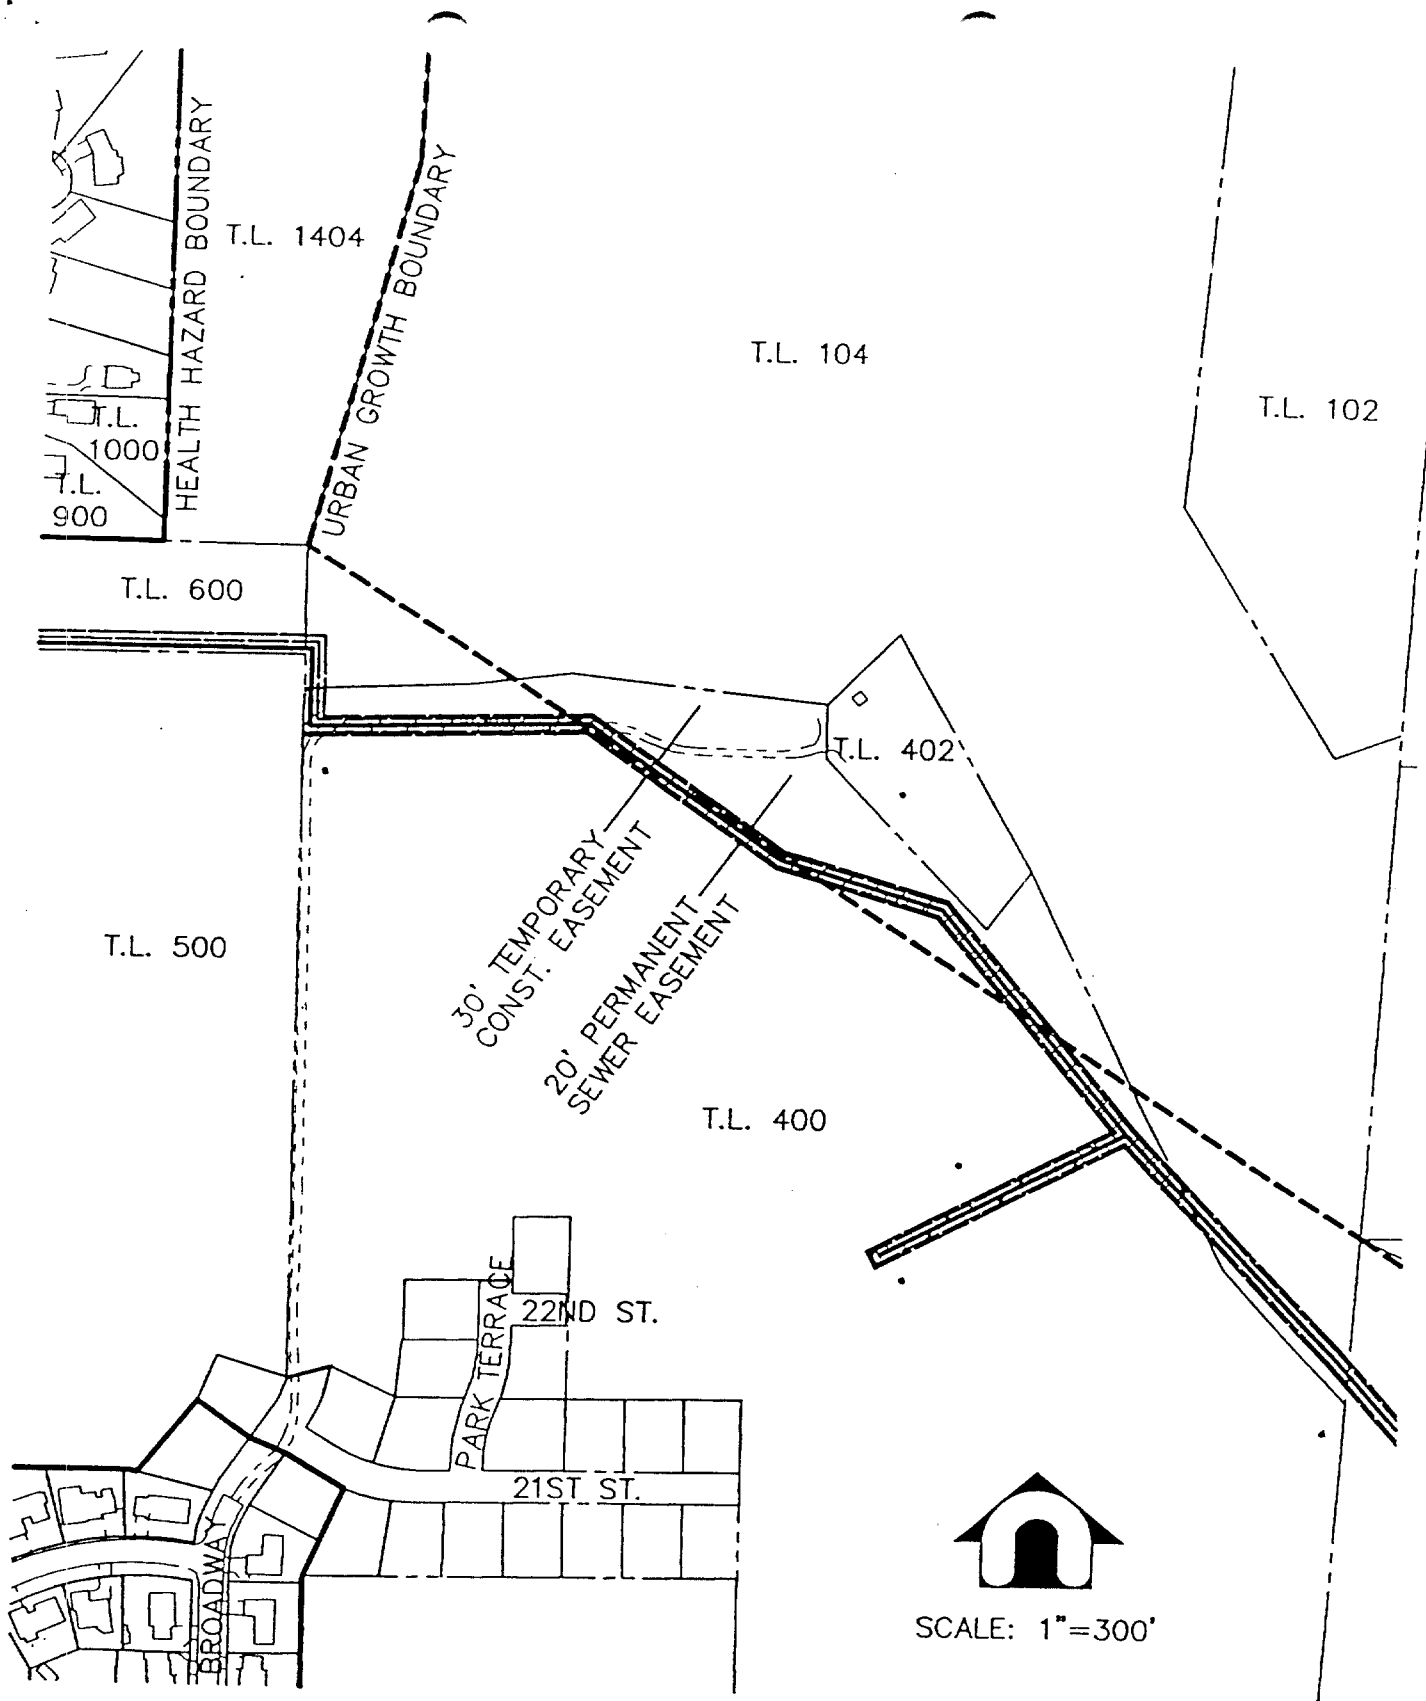 HEALTH HAZARD BOUNDARY
T.L. 1404
URBAN GROWTH BOUNDARY
T.L. 104
T.L. 102
T.L.
1000
T.L.
900
T.L. 600
T.L. 402
30' TEMPORARY
CONST. EASEMENT
20' PERMANENT
SEWER EASEMENT
T.L. 500
T.L. 400
PARK TERRACE
22ND ST.
21ST ST.
BROADWAY
SCALE: 1"=300'